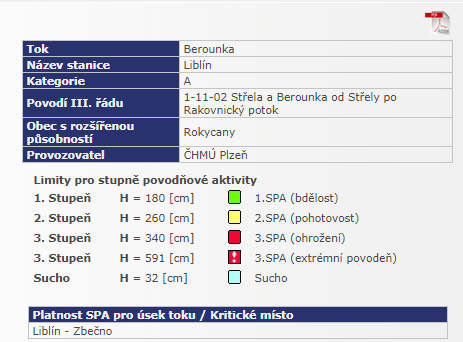 Tok Berounka
Název stanice Liblín
Kategorie A
Povodí III. řádu 1-11-02 Střela a Berounka od Střely po
Rakovnický potok
Obec s rozšířenou
působností Rokycany
Provozovatel ČHMÚ Plzeň
Limity pro stupně povodňové aktivity
1. Stupeň H = 180 [cm] 1.SPA (bdělost)
2. Stupeň H = 260 [cm] 2.SPA (pohotovost)
3. Stupeň H = 340 [cm] 3.SPA (ohrožení)
3. Stupeň H = 591 [cm] 3.SPA (extrémní povodeň)
Sucho H = 32 [cm] Sucho
Platnost SPA pro úsek toku / Kritické místo
Liblín - Zbečno